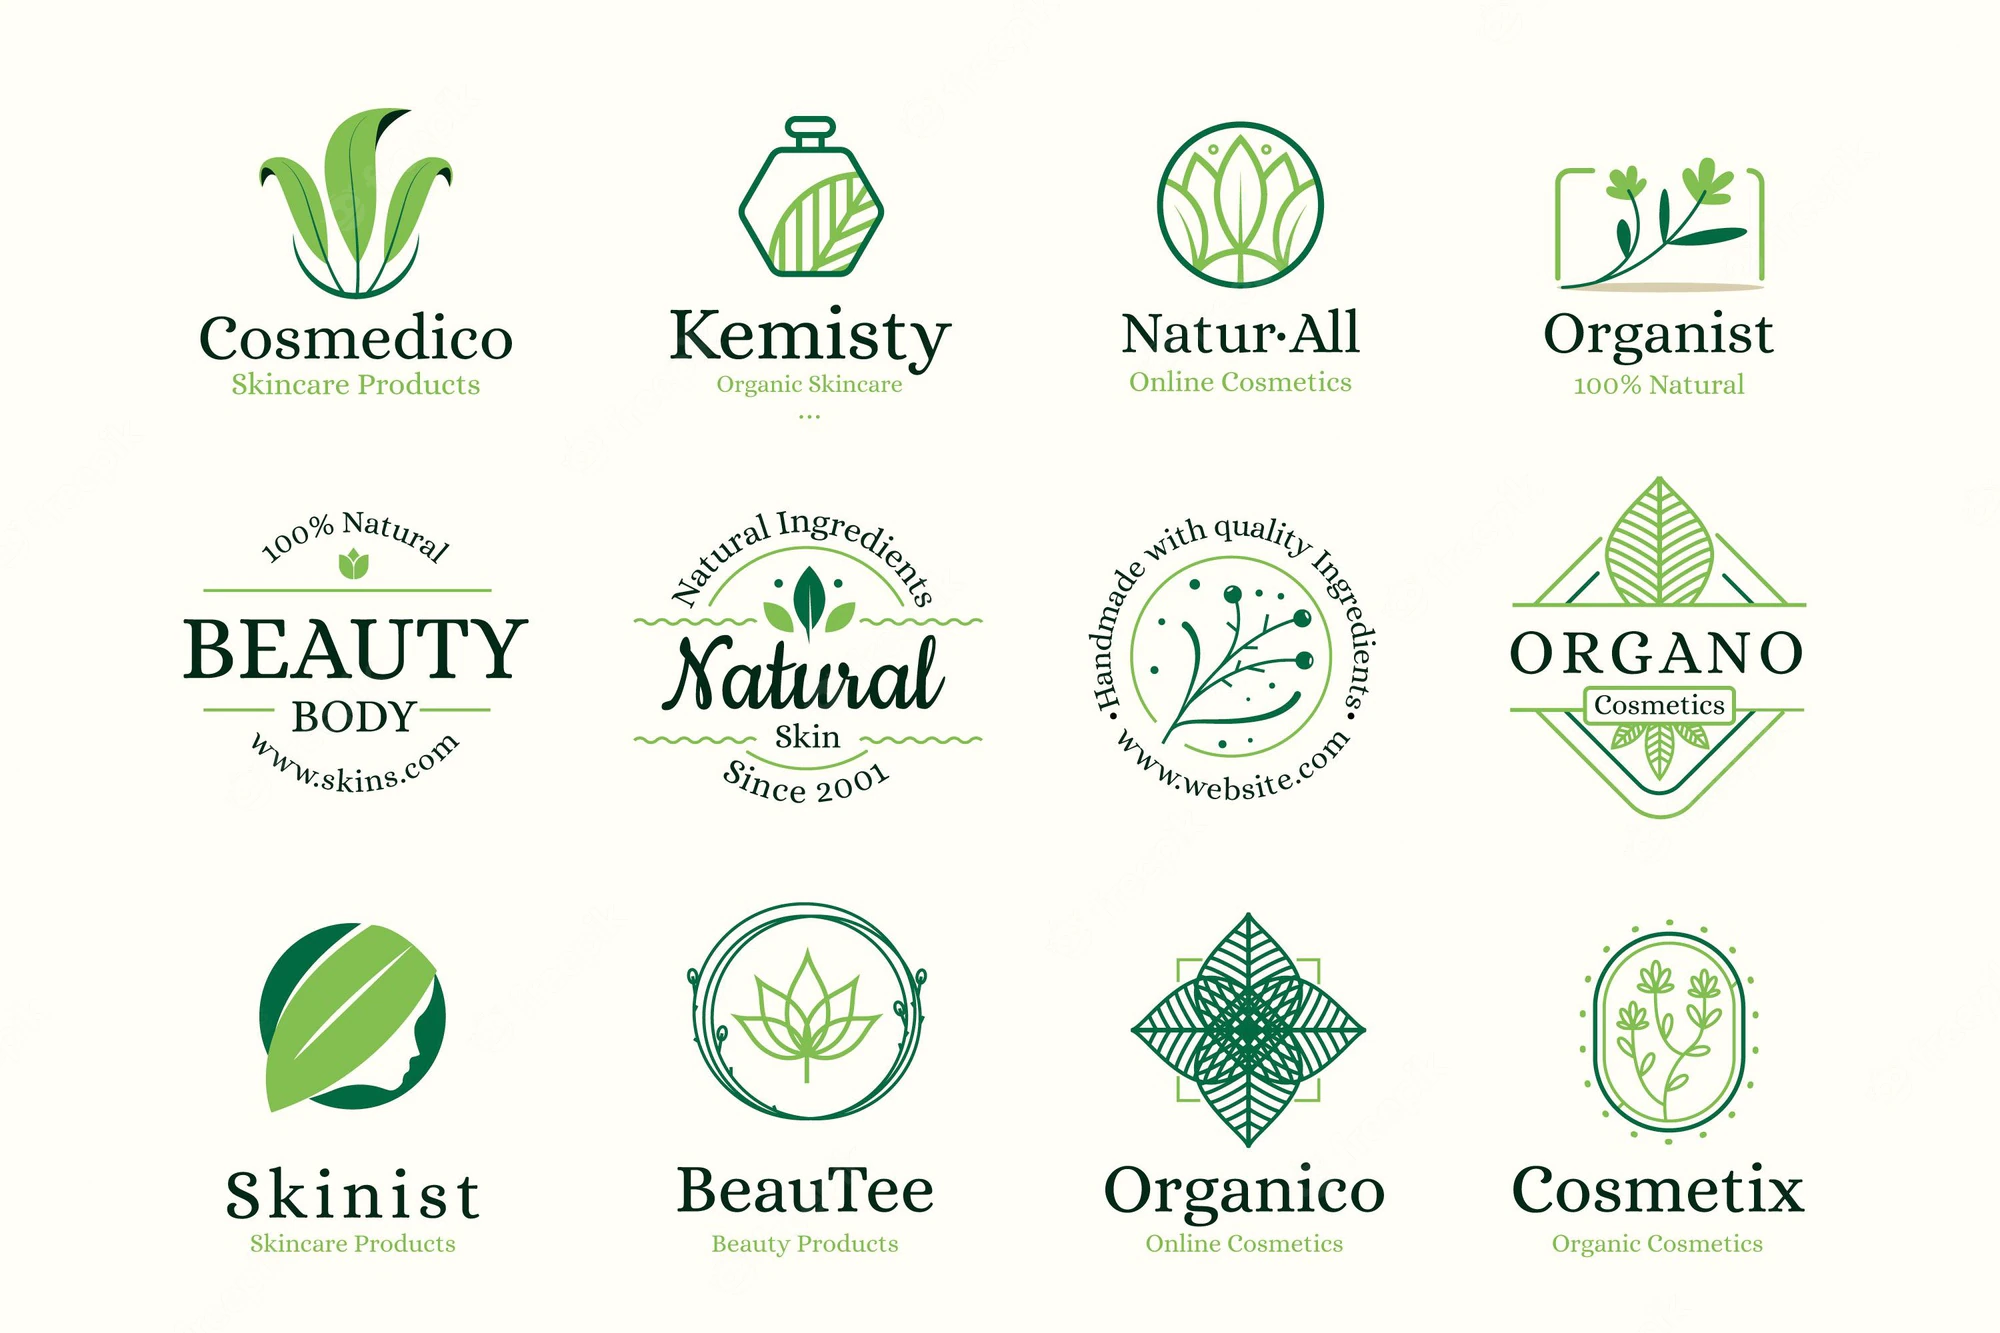 Cosmedico
Skincare Products
Kemisty
Organic Skincare
...
Natur·All
Online Cosmetics
Organist
100% Natural
100% Natural
BEAUTY
BODY
www.skins.com
Natural Ingredients
Natural
Skin
Since 2001
•Handmade with quality Ingredients•
www.website.com
ORGANO
Cosmetics
Skinist
Skincare Products
BeauTee
Beauty Products
Organico
Online Cosmetics
Cosmetix
Organic Cosmetics